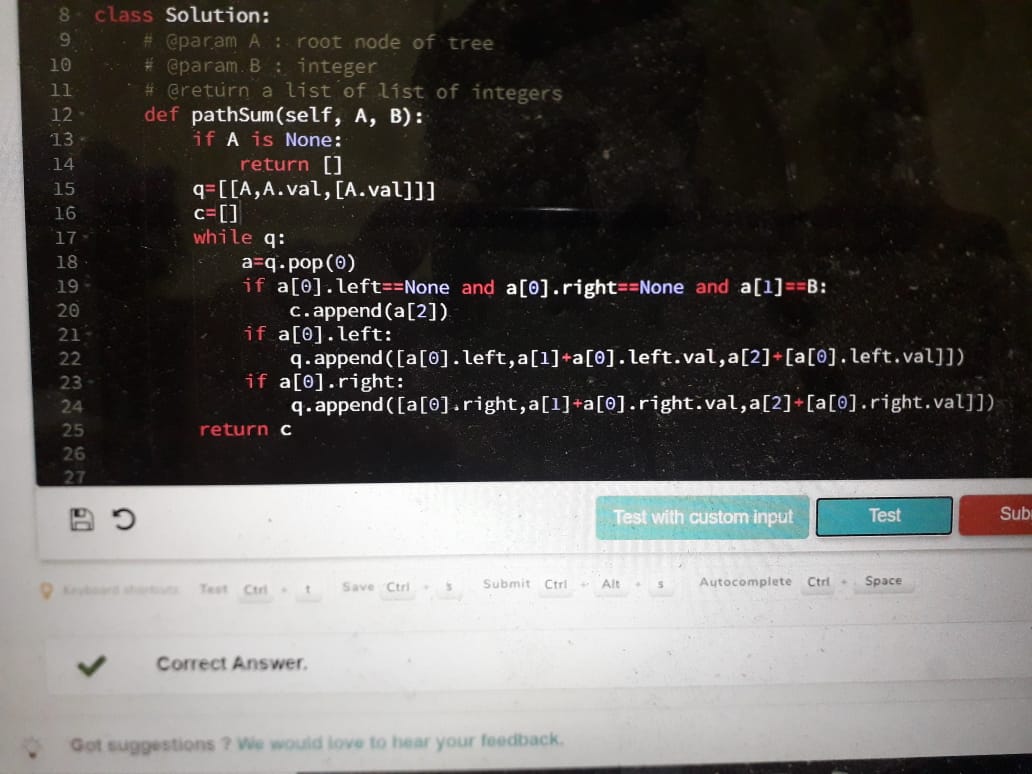 8 class Solution:
9 # @param A : root node of tree
10 # @param B : integer
11 # @return a list of list of integers
12 def pathSum(self, A, B):
13 if A is None:
14 return []
15 q=[[A,A.val,[A.val]]]
16 c=[]
17 while q:
18 a=q.pop(0)
19 if a[0].left==None and a[0].right==None and a[1]==B:
20 c.append(a[2])
21 if a[0].left:
22 q.append([a[0].left,a[1]+a[0].left.val,a[2]+[a[0].left.val]])
23 if a[0].right:
24 q.append([a[0].right,a[1]+a[0].right.val,a[2]+[a[0].right.val]])
25 return c
26
27
Test with custom input Test Sub
Keyboard shortcuts Test Ctrl + t Save Ctrl + s Submit Ctrl + Alt + s Autocomplete Ctrl + Space
Correct Answer.
Got suggestions ? We would love to hear your feedback.